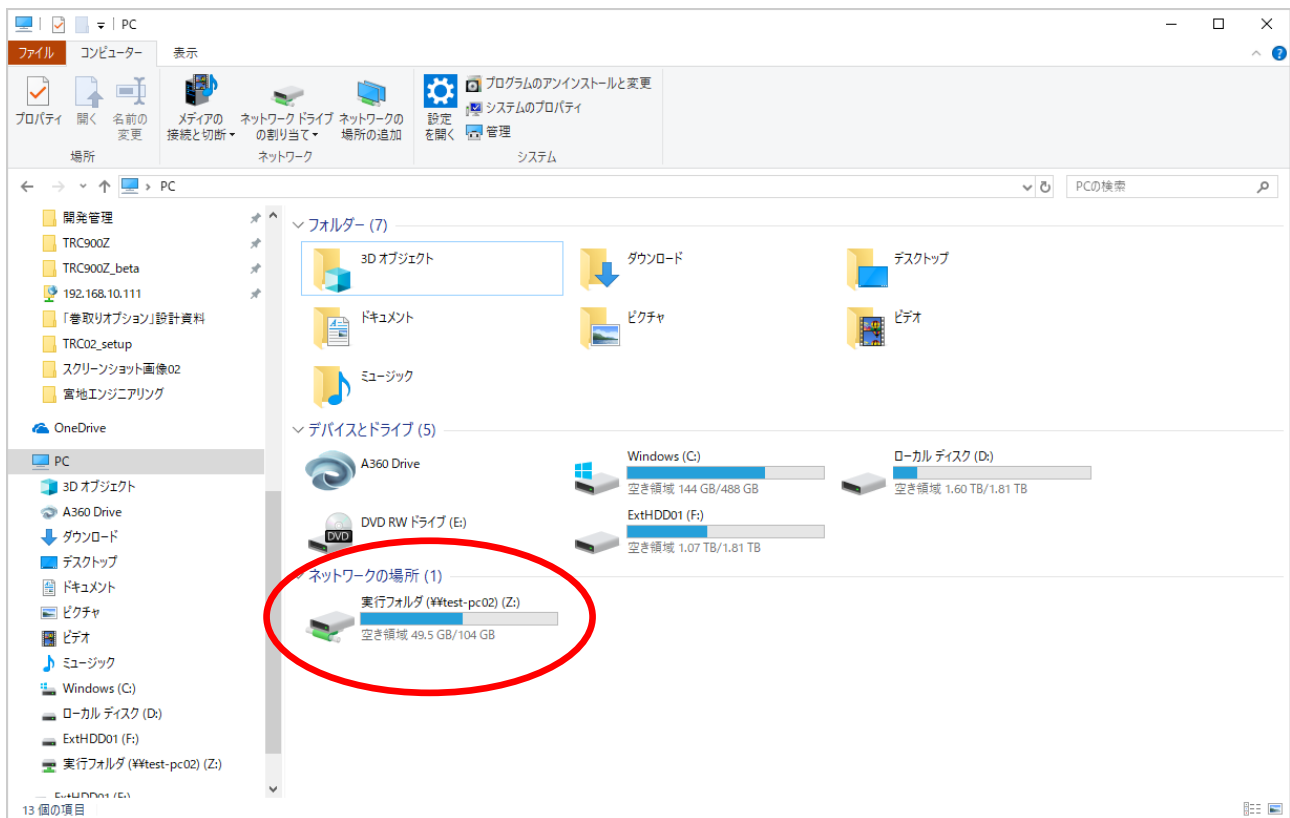 PC
ファイル
コンピューター
表示
プロパティ
開く
名前の
変更
メディアの
接続と切断
ネットワーク ドライブ
の割り当て
ネットワークの
場所の追加
設定
を開く
プログラムのアンインストールと変更
システムのプロパティ
管理
場所
ネットワーク
システム
PC
PCの検索
開発管理
TRC900Z
TRC900Z_beta
192.168.10.111
「巻取りオプション」設計資料
TRC02_setup
スクリーンショット画像02
宮地エンジニアリング
OneDrive
PC
3D オブジェクト
A360 Drive
ダウンロード
デスクトップ
ドキュメント
ピクチャ
ビデオ
ミュージック
Windows (C:)
ローカル ディスク (D:)
ExtHDD01 (F:)
実行フォルダ (¥¥test-pc02) (Z:)
ExtHDD01 (F:)
13 個の項目
フォルダー (7)
3D オブジェクト
ダウンロード
デスクトップ
ドキュメント
ピクチャ
ビデオ
ミュージック
デバイスとドライブ (5)
A360 Drive
Windows (C:)
空き領域 144 GB/488 GB
ローカル ディスク (D:)
空き領域 1.60 TB/1.81 TB
DVD RW ドライブ (E:)
DVD
ExtHDD01 (F:)
空き領域 1.07 TB/1.81 TB
ネットワークの場所 (1)
実行フォルダ (¥¥test-pc02) (Z:)
空き領域 49.5 GB/104 GB